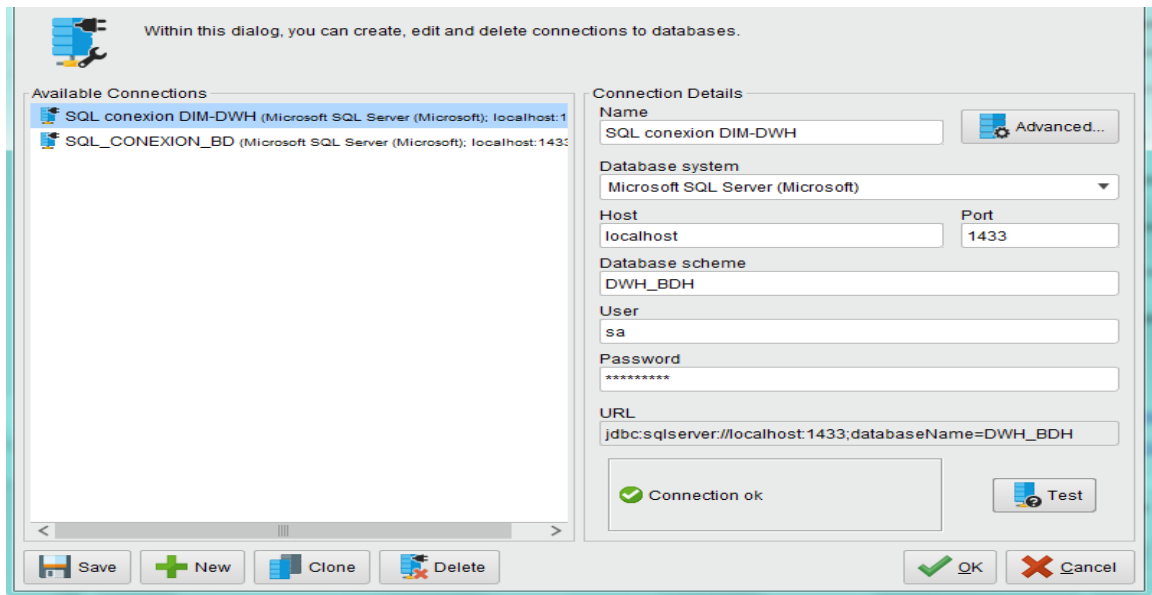 Within this dialog, you can create, edit and delete connections to databases.
Available Connections
SQL conexion DIM-DWH (Microsoft SQL Server (Microsoft); localhost:1
SQL_CONEXION_BD (Microsoft SQL Server (Microsoft); localhost:1433
Connection Details
Name
SQL conexion DIM-DWH
Advanced...
Database system
Microsoft SQL Server (Microsoft)
Host
Port
localhost
1433
Database scheme
DWH_BDH
User
sa
Password
*********
URL
jdbc:sqlserver://localhost:1433;databaseName=DWH_BDH
Connection ok
Test
Save
New
Clone
Delete
OK
Cancel